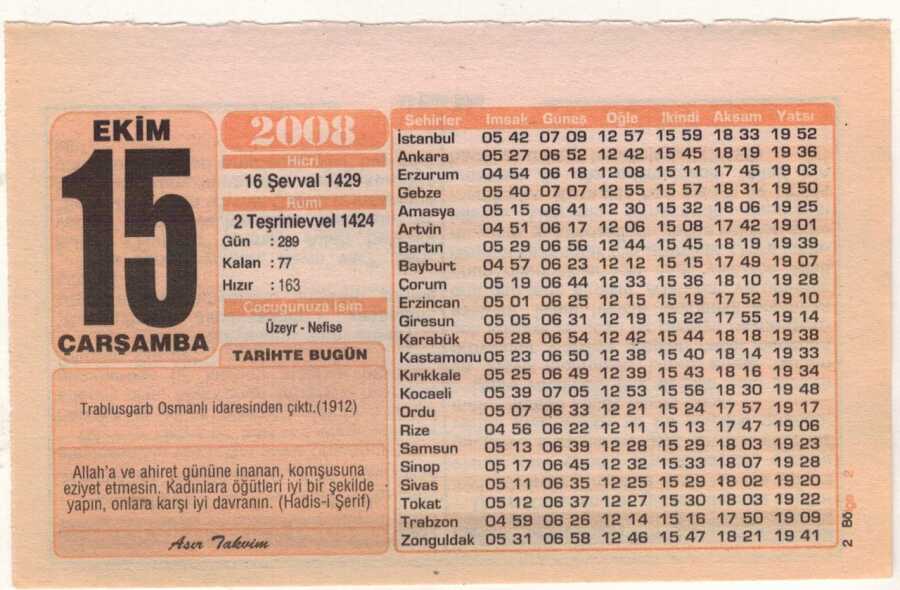 EKİM
15
ÇARŞAMBA
2008
Hicri
16 Şevval 1429
Rumi
2 Teşrinievvel 1424
Gün : 289
Kalan : 77
Hızır : 163
Çocuğunuza İsim
Üzeyr - Nefise
TARİHTE BUGÜN
Trablusgarb Osmanlı idaresinden çıktı.(1912)
Allah'a ve ahiret gününe inanan, komşusuna
eziyet etmesin. Kadınlara öğütleri iyi bir şekilde
yapın, onlara karşı iyi davranın. (Hadis-i Şerif)
Asır Takvim
Şehirler İmsak Güneş Öğle İkindi Akşam Yatsı
İstanbul 05 42 07 09 12 57 15 59 18 33 19 52
Ankara 05 27 06 52 12 42 15 45 18 19 19 36
Erzurum 04 54 06 18 12 08 15 11 17 45 19 03
Gebze 05 40 07 07 12 55 15 57 18 31 19 50
Amasya 05 15 06 41 12 30 15 32 18 06 19 25
Artvin 04 51 06 17 12 06 15 08 17 42 19 01
Bartın 05 29 06 56 12 44 15 45 18 19 19 39
Bayburt 04 57 06 23 12 12 15 15 17 49 19 07
Çorum 05 19 06 44 12 33 15 36 18 10 19 28
Erzincan 05 01 06 25 12 15 15 19 17 52 19 10
Giresun 05 05 06 31 12 19 15 22 17 55 19 14
Karabük 05 28 06 54 12 42 15 44 18 18 19 38
Kastamonu 05 23 06 50 12 38 15 40 18 14 19 33
Kırıkkale 05 25 06 49 12 39 15 43 18 16 19 34
Kocaeli 05 39 07 05 12 53 15 56 18 30 19 48
Ordu 05 07 06 33 12 21 15 24 17 57 19 17
Rize 04 56 06 22 12 11 15 13 17 47 19 06
Samsun 05 13 06 39 12 28 15 29 18 03 19 23
Sinop 05 17 06 45 12 32 15 33 18 07 19 28
Sivas 05 11 06 35 12 25 15 29 18 02 19 20
Tokat 05 12 06 37 12 27 15 30 18 03 19 22
Trabzon 04 59 06 26 12 14 15 16 17 50 19 09
Zonguldak 05 31 06 58 12 46 15 47 18 21 19 41
2 Bölge 2